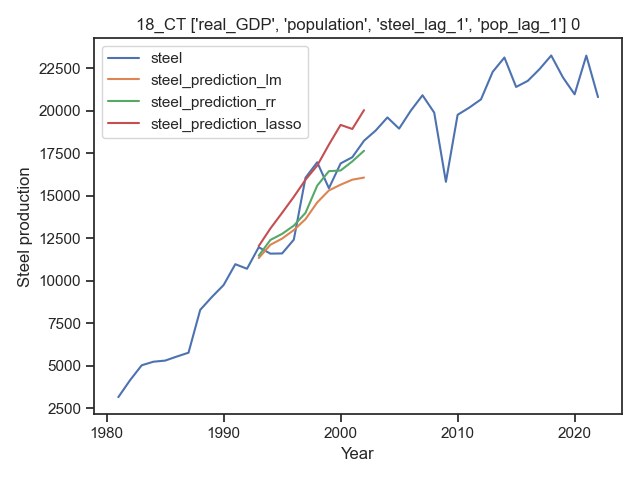 18_CT ['real_GDP', 'population', 'steel_lag_1', 'pop_lag_1'] 0
steel
steel_prediction_lm
steel_prediction_rr
steel_prediction_lasso
Steel production
22500
20000
17500
15000
12500
10000
7500
5000
2500
1980
1990
2000
2010
2020
Year